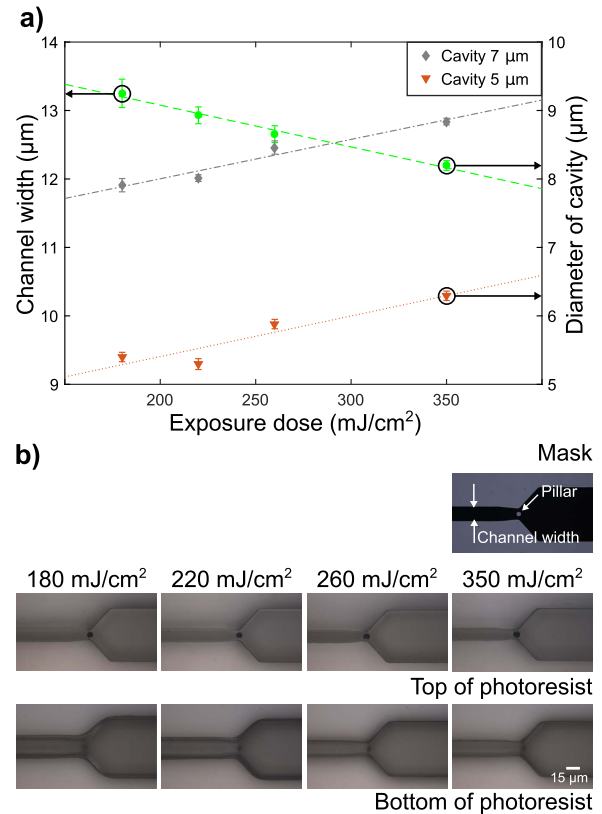 a)
Cavity 7 µm
Cavity 5 µm
14
13
12
11
10
9
Channel width (µm)
10
9
8
7
6
5
Diameter of cavity (µm)
200
250
300
350
Exposure dose (mJ/cm²)
b)
Mask
Pillar
Channel width
180 mJ/cm² 220 mJ/cm² 260 mJ/cm² 350 mJ/cm²
Top of photoresist
15 µm
Bottom of photoresist